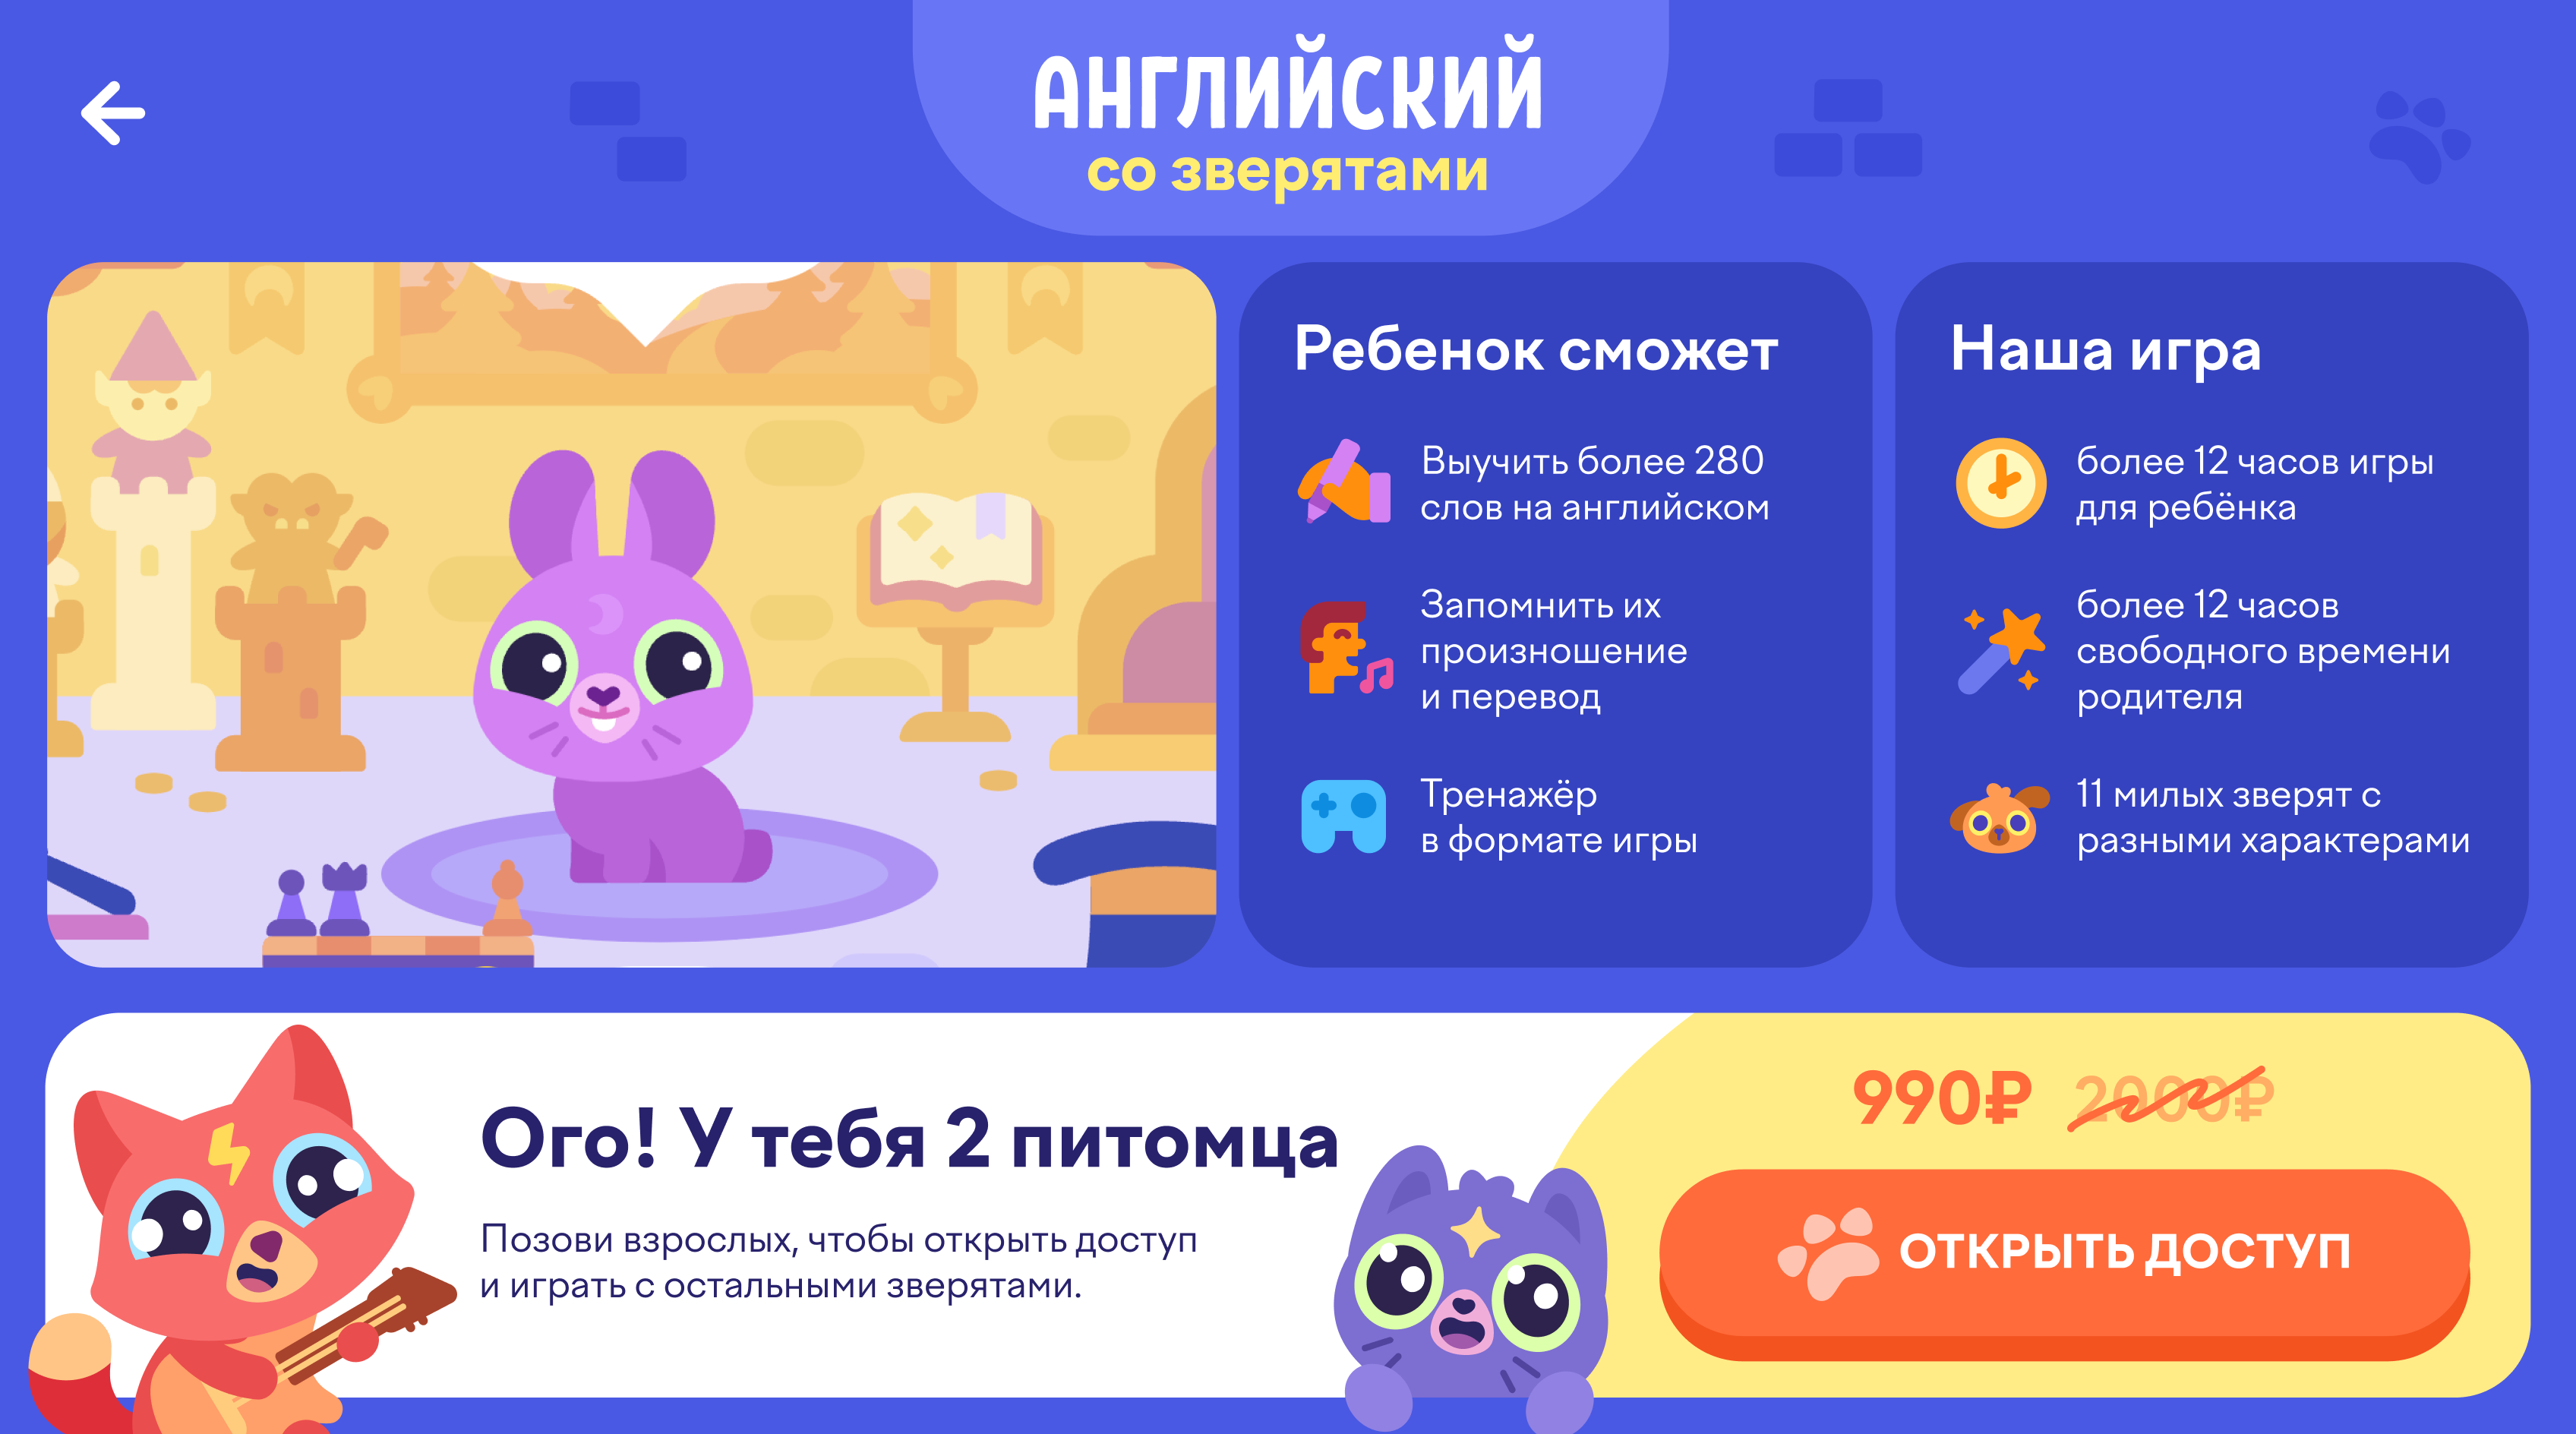 АНГЛИЙСКИЙ
со зверятами
Ребенок сможет
Выучить более 280
слов на английском
Запомнить их
произношение
и перевод
Тренажёр
в формате игры
Наша игра
более 12 часов игры
для ребёнка
более 12 часов
свободного времени
родителя
11 милых зверят с
разными характерами
Ого! У тебя 2 питомца
Позови взрослых, чтобы открыть доступ
и играть с остальными зверятами.
990₽ 2000₽
ОТКРЫТЬ ДОСТУП